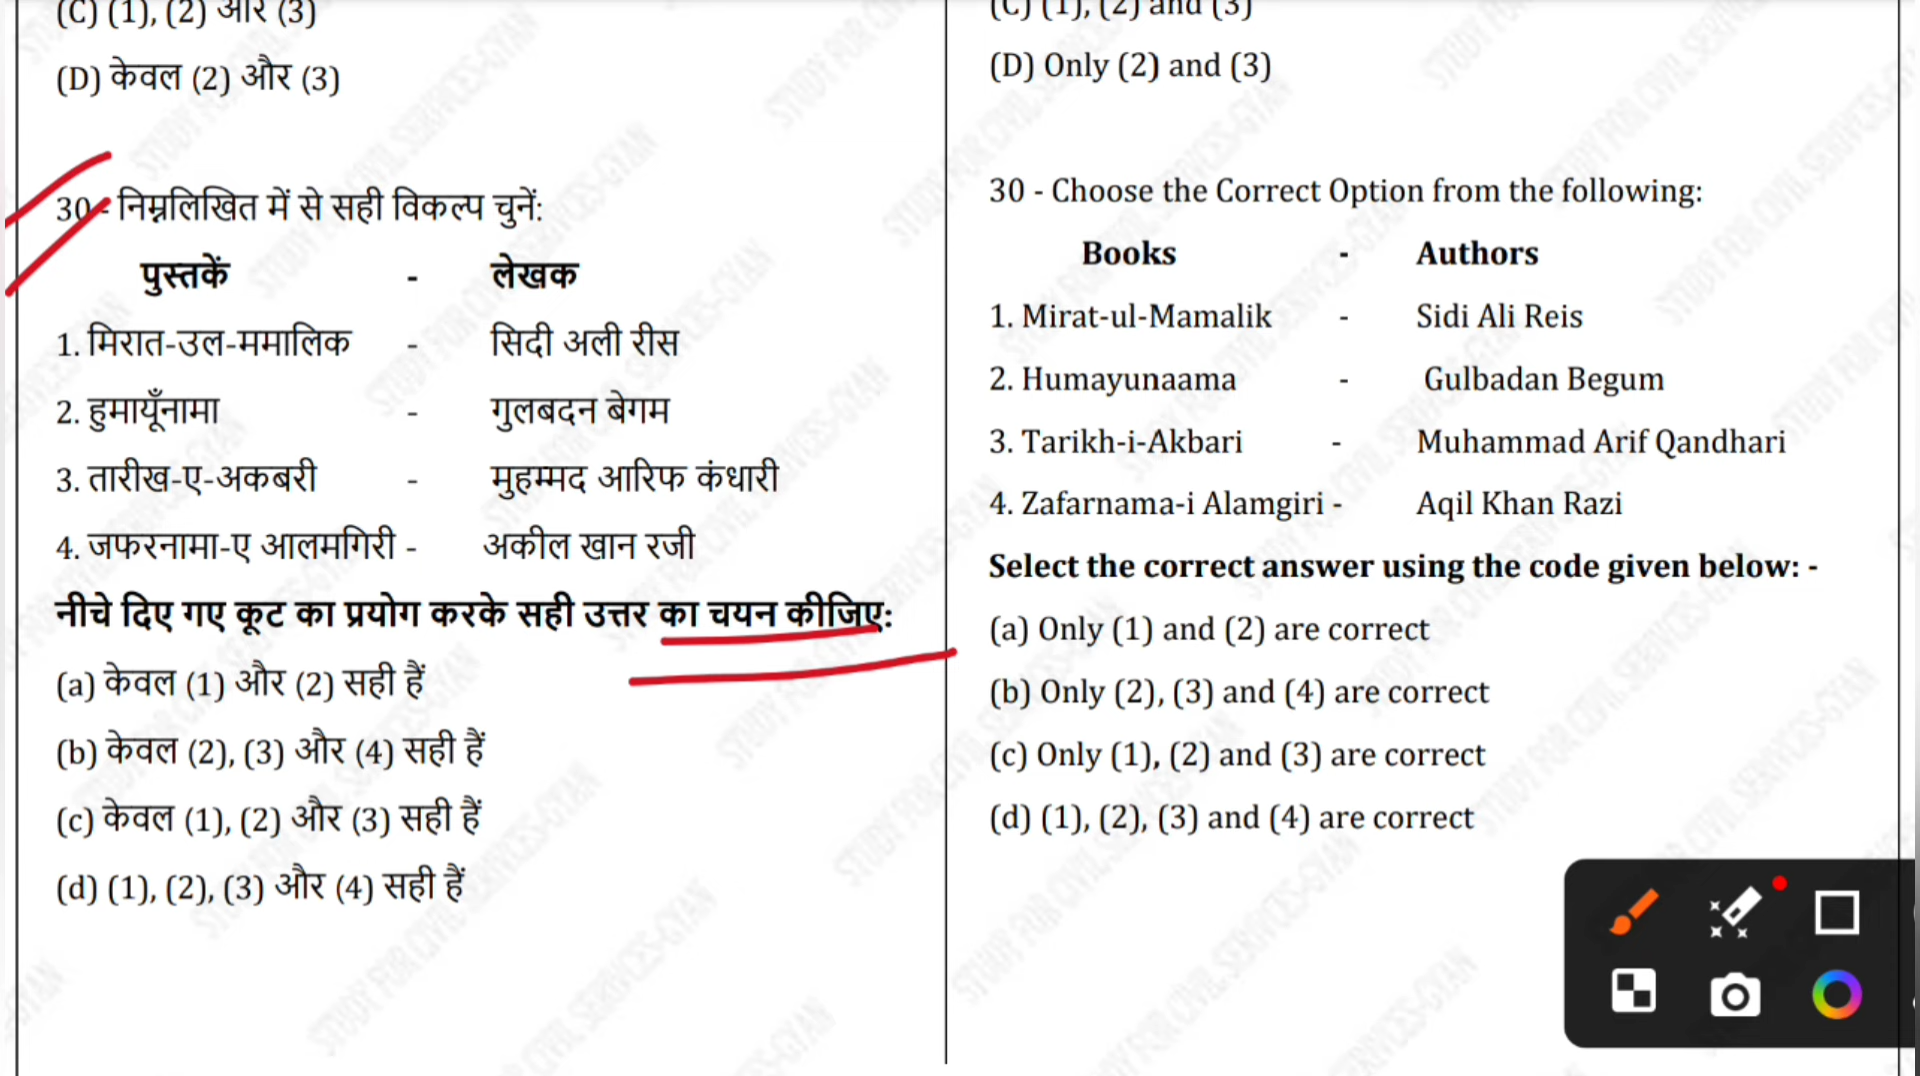 (C) (1), (2) और (3)
(D) केवल (2) और (3)
30 - निम्नलिखित में से सही विकल्प चुनें:
पुस्तकें - लेखक
1. मिरात-उल-ममालिक - सिदी अली रीस
2. हुमायूँनामा - गुलबदन बेगम
3. तारीख-ए-अकबरी - मुहम्मद आरिफ कंधारी
4. जफरनामा-ए आलमगिरी - अकील खान रजी
नीचे दिए गए कूट का प्रयोग करके सही उत्तर का चयन कीजिए:
(a) केवल (1) और (2) सही हैं
(b) केवल (2), (3) और (4) सही हैं
(c) केवल (1), (2) और (3) सही हैं
(d) (1), (2), (3) और (4) सही हैं
(C) (1), (2) and (3)
(D) Only (2) and (3)
30 - Choose the Correct Option from the following:
Books - Authors
1. Mirat-ul-Mamalik - Sidi Ali Reis
2. Humayunaama - Gulbadan Begum
3. Tarikh-i-Akbari - Muhammad Arif Qandhari
4. Zafarnama-i Alamgiri - Aqil Khan Razi
Select the correct answer using the code given below: -
(a) Only (1) and (2) are correct
(b) Only (2), (3) and (4) are correct
(c) Only (1), (2) and (3) are correct
(d) (1), (2), (3) and (4) are correct
STUDY FOR CIVIL SERVICES-GYAN